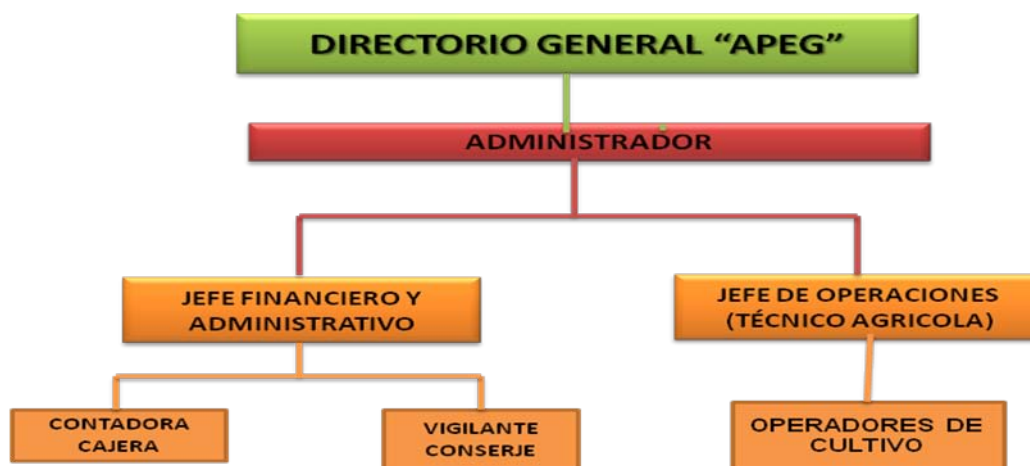 DIRECTORIO GENERAL “APEG”
ADMINISTRADOR
JEFE FINANCIERO Y
ADMINISTRATIVO
JEFE DE OPERACIONES
(TÉCNICO AGRICOLA)
CONTADORA
CAJERA
VIGILANTE
CONSERJE
OPERADORES DE
CULTIVO